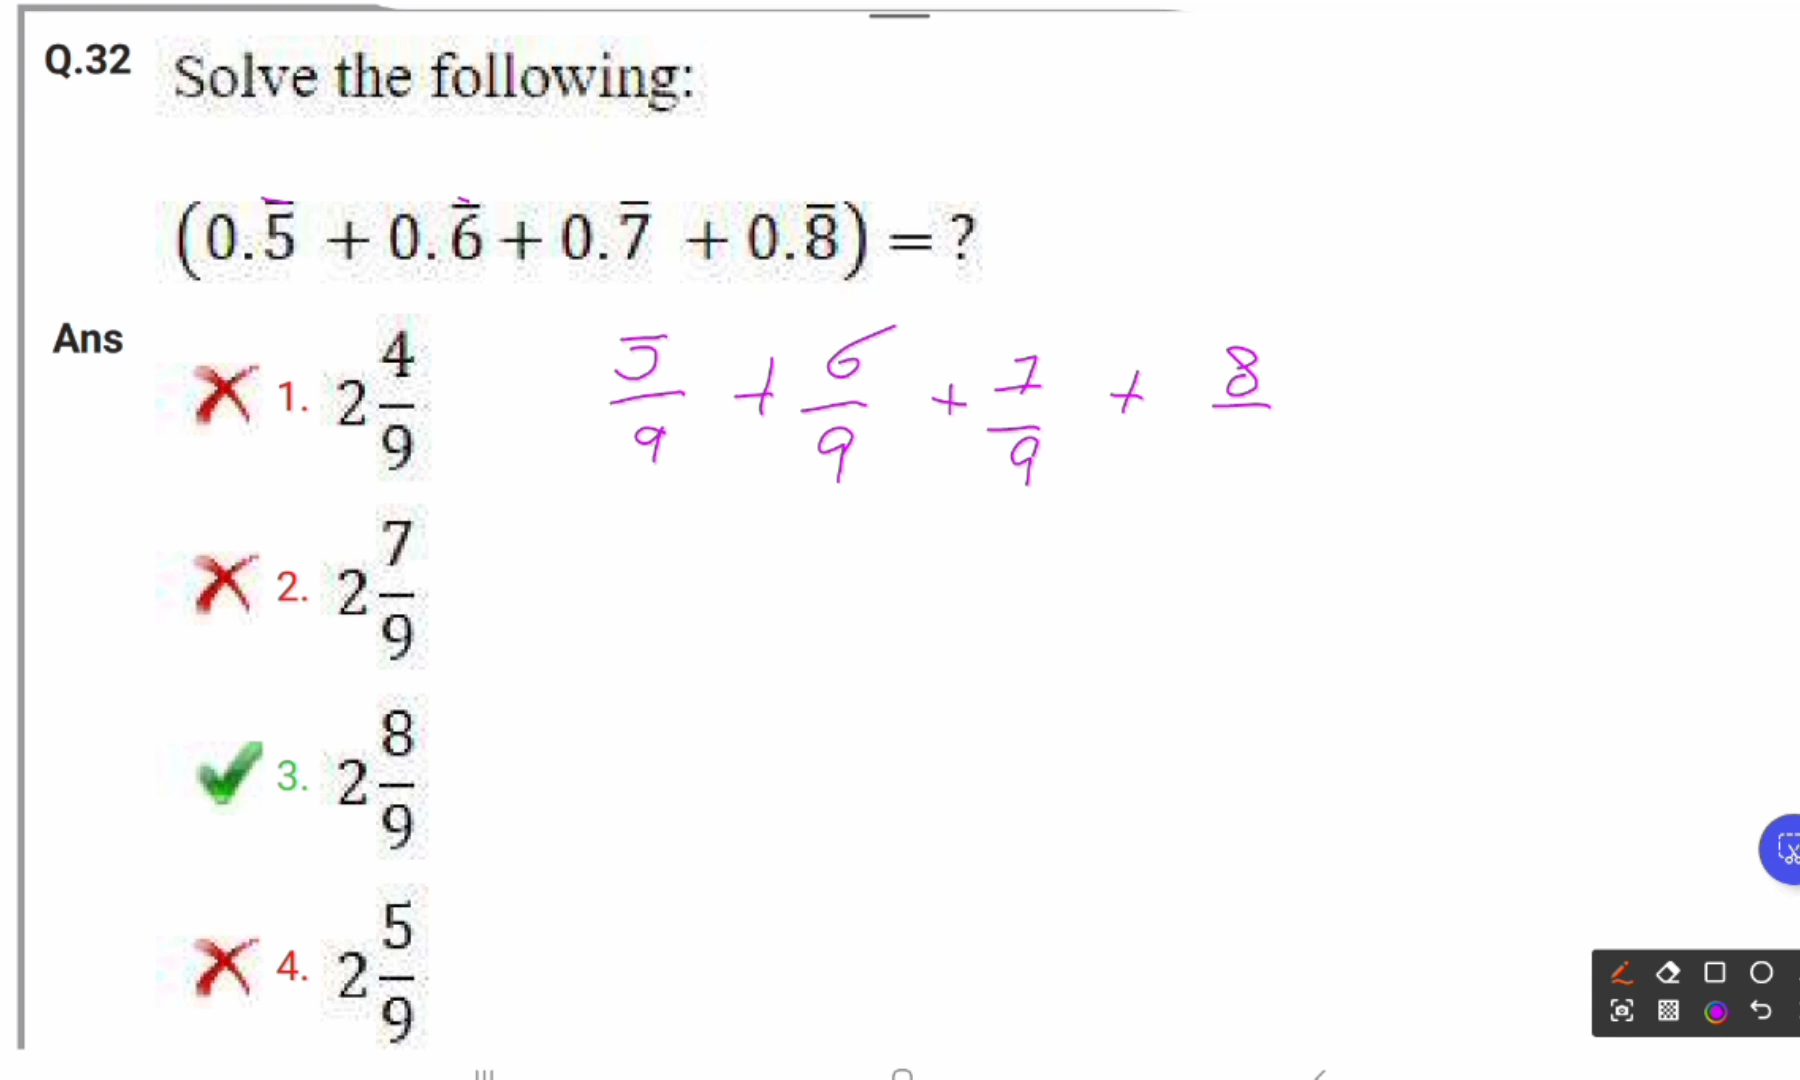 Q.32 Solve the following:
(0.5̅ + 0.6̅ + 0.7̅ + 0.8̅) = ?
Ans
1. 2 4/9
5/9 + 6/9 + 7/9 + 8/
2. 2 7/9
3. 2 8/9
4. 2 5/9